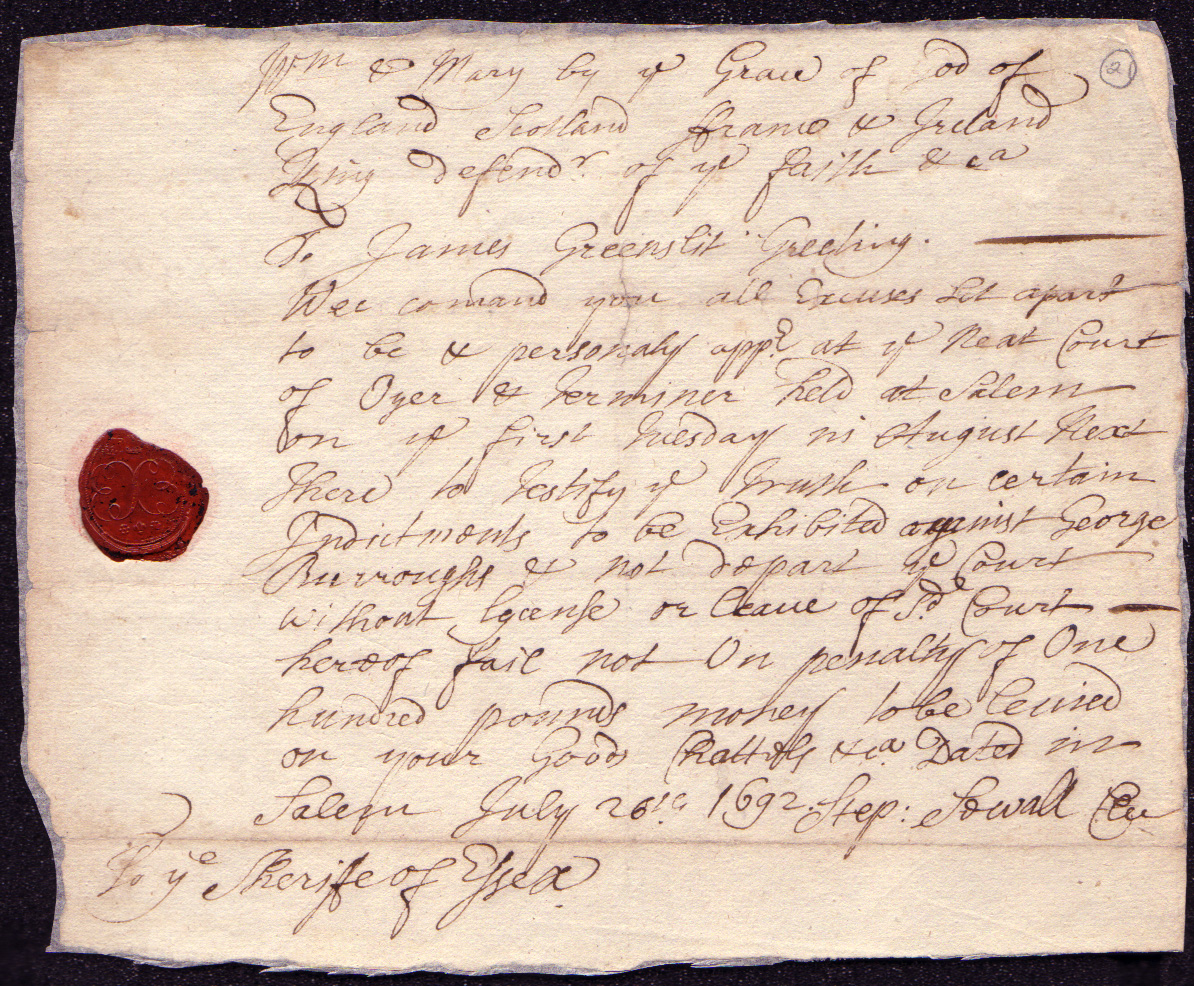 2
Wm & Mary by ye Grace of God of
England Scotland ffrance & Ireland
King defendr. of ye faith & ca
To James Greenslit Greeting.
Wee comand you all Excuses Set apart
to be & personaly appe. at ye Next Court
of Oyer & Terminer held at Salem
on ye first Tuesday in August Next
There to Testify ye Truth on certain
Indictments to be Exhibited against George
Burroughs & not depart ye Court
without lycense or leave of Sd. Court
hereof fail not On penalty of One
hundred pounds money to be levied
on your Goods Chattels &ca Dated in
Salem July 26th. 1692. Step: Sewall Cler
To ye Sheriffe of Essex